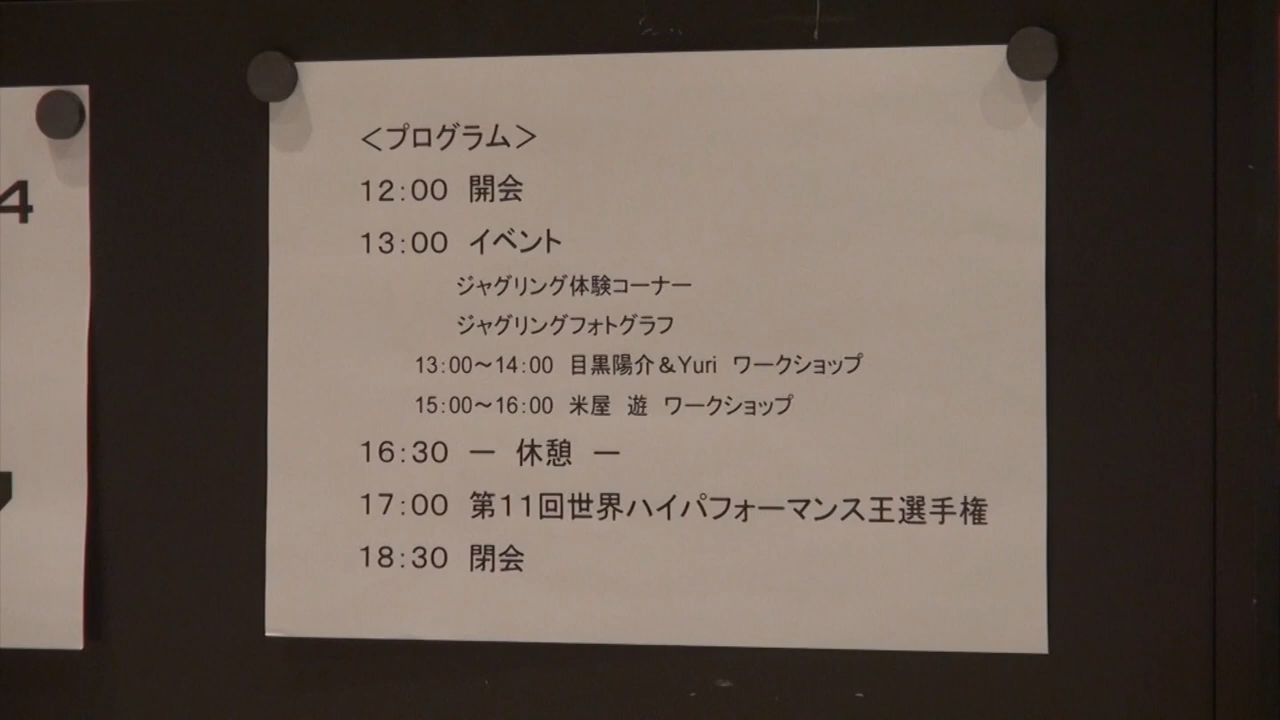 4
＜プログラム＞
12:00 開会
13:00 イベント
ジャグリング体験コーナー
ジャグリングフォトグラフ
13:00～14:00 目黒陽介＆Yuri ワークショップ
15:00～16:00 米屋 遊 ワークショップ
16:30 － 休憩 －
17:00 第11回世界ハイパフォーマンス王選手権
18:30 閉会